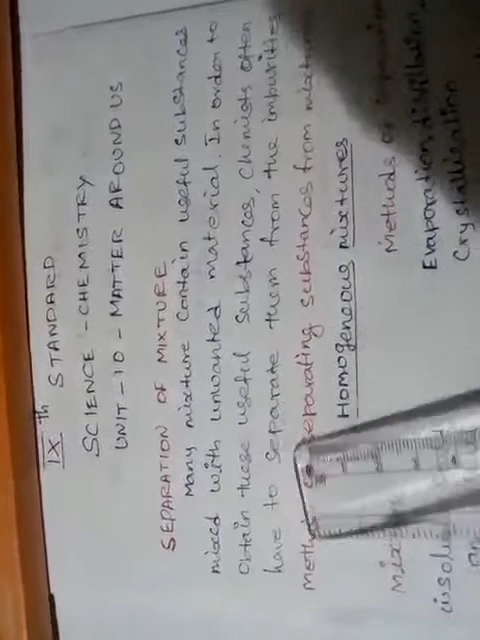 IXth STANDARD
SCIENCE - CHEMISTRY
UNIT - 10 - MATTER AROUND US
SEPARATION OF MIXTURE
Many mixture contain useful substances
mixed with unwanted material. In order to
Obtain these useful substances, chemists often
have to separate them from the impurities
separating substances from
Homogeneous mixtures
Methods of
Evaporation, distillation,
Crystallization